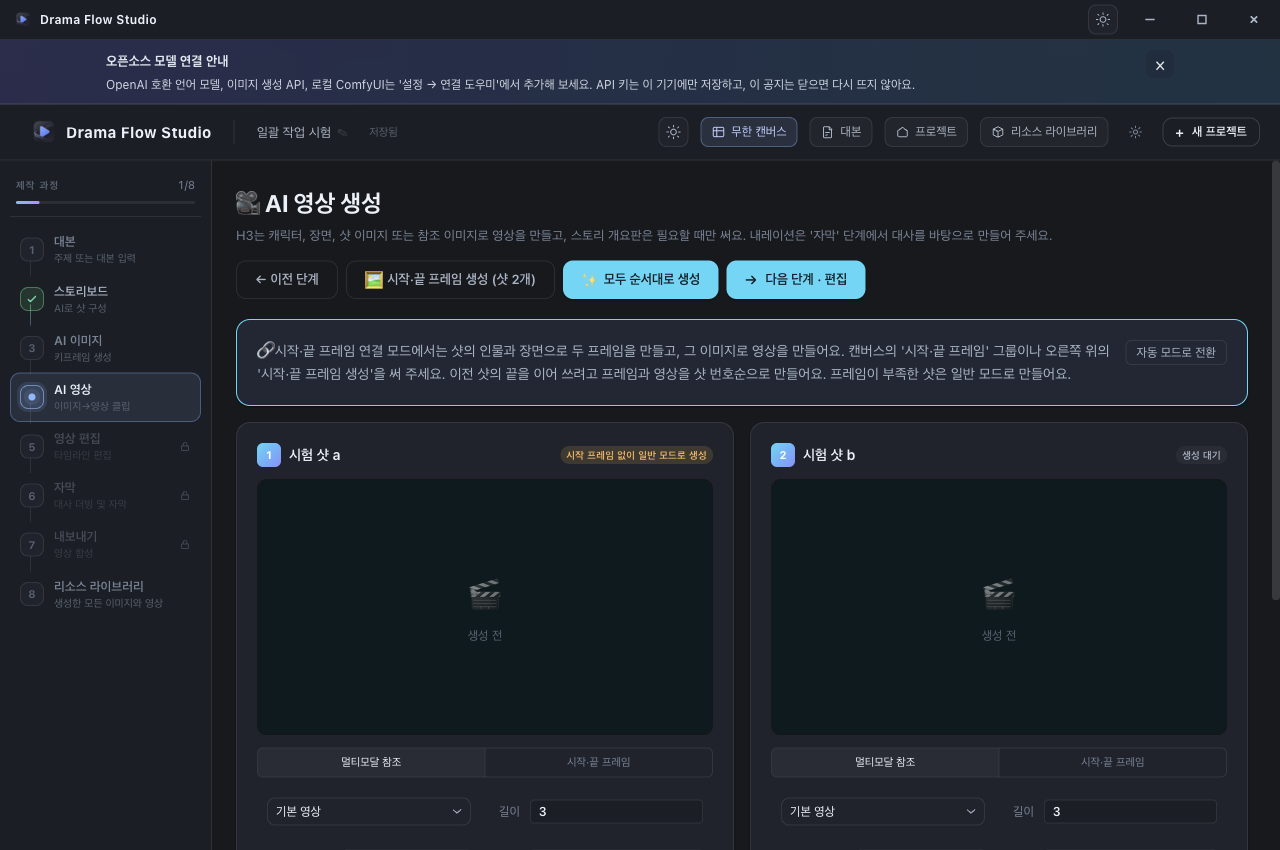 Drama Flow Studio
오픈소스 모델 연결 안내
OpenAI 호환 언어 모델, 이미지 생성 API, 로컬 ComfyUI는 '설정 → 연결 도우미'에서 추가해 보세요. API 키는 이 기기에만 저장하고, 이 공지는 닫으면 다시 뜨지 않아요.
Drama Flow Studio
일괄 작업 시험
저장됨
무한 캔버스
대본
프로젝트
리소스 라이브러리
+ 새 프로젝트
제작 과정
1/8
1
대본
주제 또는 대본 입력
스토리보드
AI로 샷 구성
3
AI 이미지
키프레임 생성
AI 영상
이미지→영상 클립
5
영상 편집
타임라인 편집
6
자막
대사 더빙 및 자막
7
내보내기
영상 합성
8
리소스 라이브러리
생성한 모든 이미지와 영상
AI 영상 생성
H3는 캐릭터, 장면, 샷 이미지 또는 참조 이미지로 영상을 만들고, 스토리 개요판은 필요할 때만 써요. 내레이션은 '자막' 단계에서 대사를 바탕으로 만들어 주세요.
← 이전 단계
시작·끝 프레임 생성 (샷 2개)
모두 순서대로 생성
→ 다음 단계 · 편집
시작·끝 프레임 연결 모드에서는 샷의 인물과 장면으로 두 프레임을 만들고, 그 이미지로 영상을 만들어요. 캔버스의 '시작·끝 프레임' 그룹이나 오른쪽 위의
'시작·끝 프레임 생성'을 써 주세요. 이전 샷의 끝을 이어 쓰려고 프레임과 영상을 샷 번호순으로 만들어요. 프레임이 부족한 샷은 일반 모드로 만들어요.
자동 모드로 전환
1
시험 샷 a
시작 프레임 없이 일반 모드로 생성
생성 전
멀티모달 참조
시작·끝 프레임
기본 영상
길이
3
2
시험 샷 b
생성 대기
생성 전
멀티모달 참조
시작·끝 프레임
기본 영상
길이
3